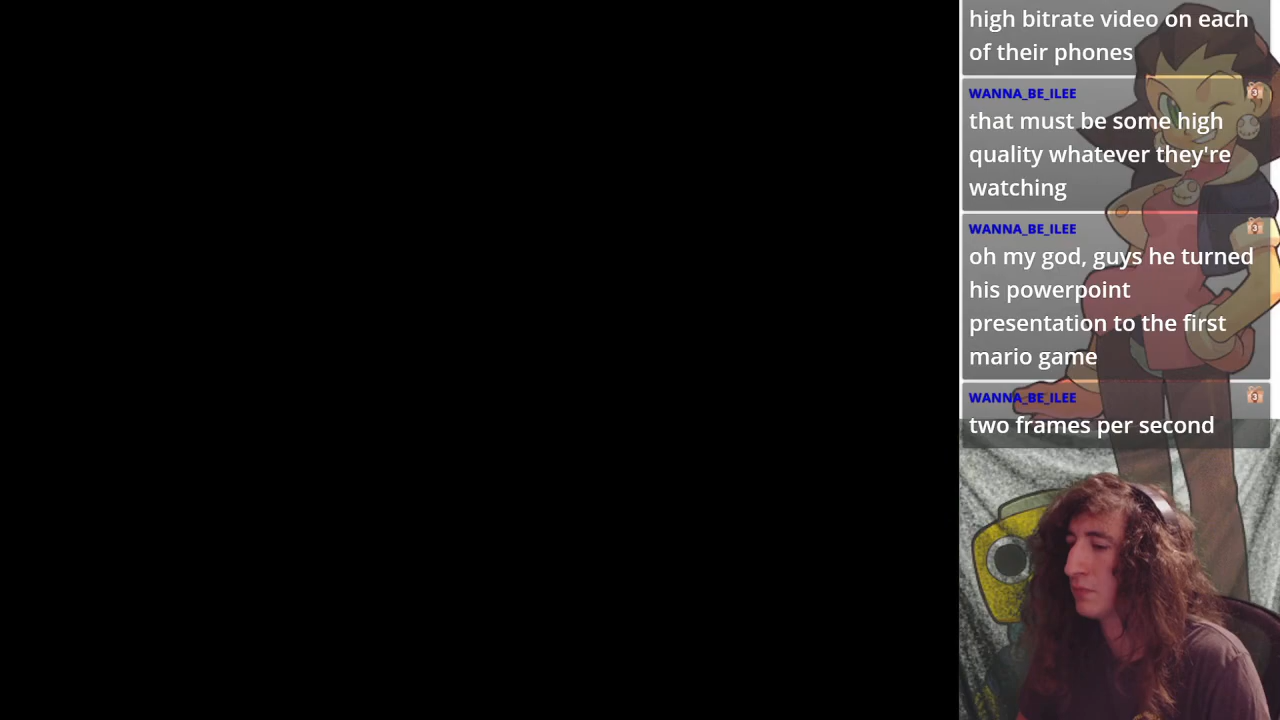 high bitrate video on each
of their phones
WANNA_BE_ILEE
that must be some high
quality whatever they're
watching
WANNA_BE_ILEE
oh my god, guys he turned
his powerpoint
presentation to the first
mario game
WANNA_BE_ILEE
two frames per second